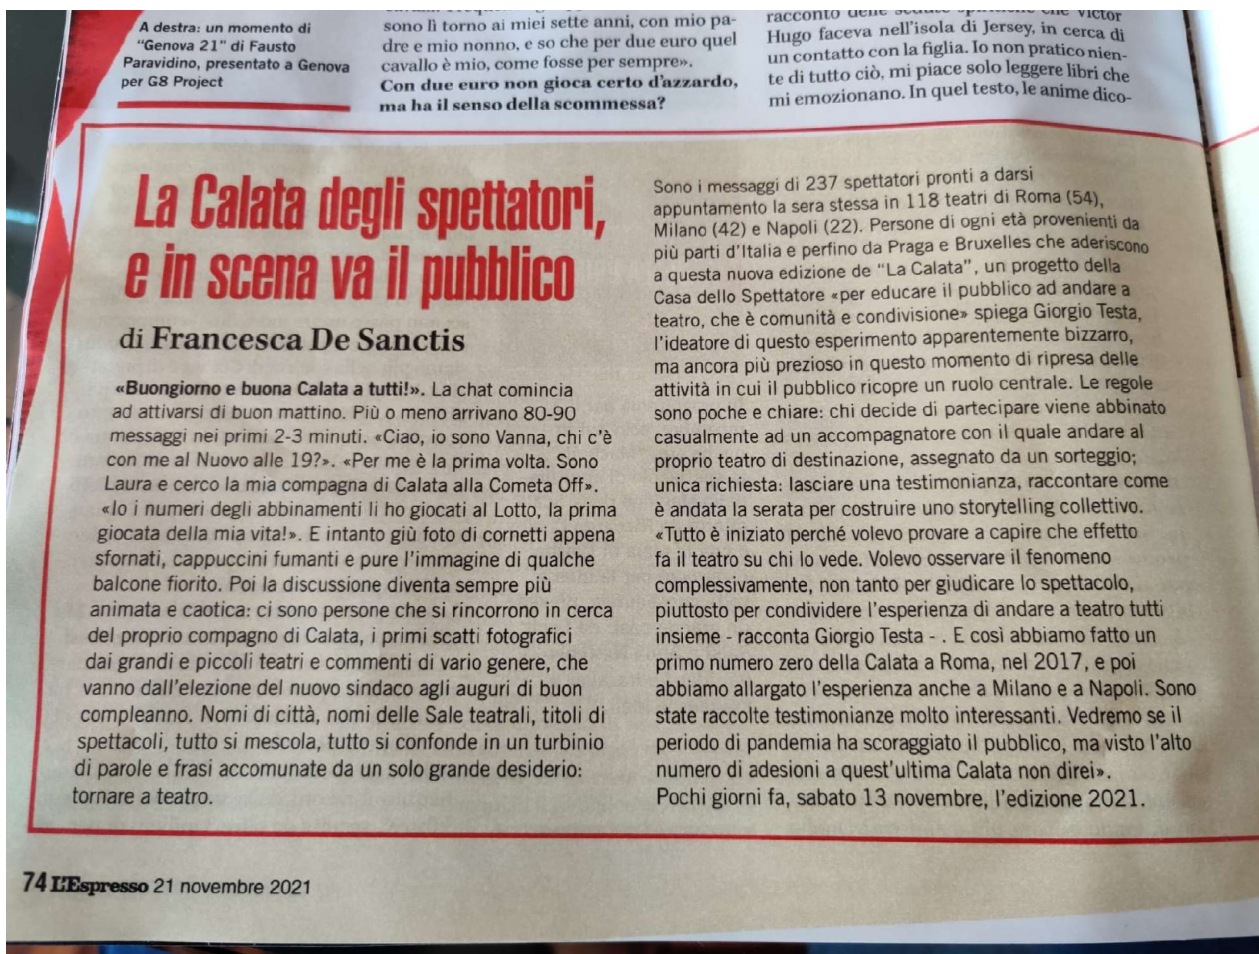 A destra: un momento di
"Genova 21" di Fausto
Paravidino, presentato a Genova
per G8 Project
sono lì torno ai miei sette anni, con mio pa-
dre e mio nonno, e so che per due euro quel
cavallo è mio, come fosse per sempre».
Con due euro non gioca certo d'azzardo,
ma ha il senso della scommessa?
racconto delle sedute spiritiche che Victor
Hugo faceva nell'isola di Jersey, in cerca di
un contatto con la figlia. Io non pratico nien-
te di tutto ciò, mi piace solo leggere libri che
mi emozionano. In quel testo, le anime dico-
La Calata degli spettatori,
e in scena va il pubblico
di Francesca De Sanctis
«Buongiorno e buona Calata a tutti!». La chat comincia
ad attivarsi di buon mattino. Più o meno arrivano 80-90
messaggi nei primi 2-3 minuti. «Ciao, io sono Vanna, chi c'è
con me al Nuovo alle 19?». «Per me è la prima volta. Sono
Laura e cerco la mia compagna di Calata alla Cometa Off».
«Io i numeri degli abbinamenti li ho giocati al Lotto, la prima
giocata della mia vita!». E intanto giù foto di cornetti appena
sfornati, cappuccini fumanti e pure l'immagine di qualche
balcone fiorito. Poi la discussione diventa sempre più
animata e caotica: ci sono persone che si rincorrono in cerca
del proprio compagno di Calata, i primi scatti fotografici
dai grandi e piccoli teatri e commenti di vario genere, che
vanno dall'elezione del nuovo sindaco agli auguri di buon
compleanno. Nomi di città, nomi delle Sale teatrali, titoli di
spettacoli, tutto si mescola, tutto si confonde in un turbinio
di parole e frasi accomunate da un solo grande desiderio:
tornare a teatro.
Sono i messaggi di 237 spettatori pronti a darsi
appuntamento la sera stessa in 118 teatri di Roma (54),
Milano (42) e Napoli (22). Persone di ogni età provenienti da
più parti d'Italia e perfino da Praga e Bruxelles che aderiscono
a questa nuova edizione de "La Calata", un progetto della
Casa dello Spettatore «per educare il pubblico ad andare a
teatro, che è comunità e condivisione» spiega Giorgio Testa,
l'ideatore di questo esperimento apparentemente bizzarro,
ma ancora più prezioso in questo momento di ripresa delle
attività in cui il pubblico ricopre un ruolo centrale. Le regole
sono poche e chiare: chi decide di partecipare viene abbinato
casualmente ad un accompagnatore con il quale andare al
proprio teatro di destinazione, assegnato da un sorteggio;
unica richiesta: lasciare una testimonianza, raccontare come
è andata la serata per costruire uno storytelling collettivo.
«Tutto è iniziato perché volevo provare a capire che effetto
fa il teatro su chi lo vede. Volevo osservare il fenomeno
complessivamente, non tanto per giudicare lo spettacolo,
piuttosto per condividere l'esperienza di andare a teatro tutti
insieme - racconta Giorgio Testa - . E così abbiamo fatto un
primo numero zero della Calata a Roma, nel 2017, e poi
abbiamo allargato l'esperienza anche a Milano e a Napoli. Sono
state raccolte testimonianze molto interessanti. Vedremo se il
periodo di pandemia ha scoraggiato il pubblico, ma visto l'alto
numero di adesioni a quest'ultima Calata non direi».
Pochi giorni fa, sabato 13 novembre, l'edizione 2021.
74 L'Espresso 21 novembre 2021